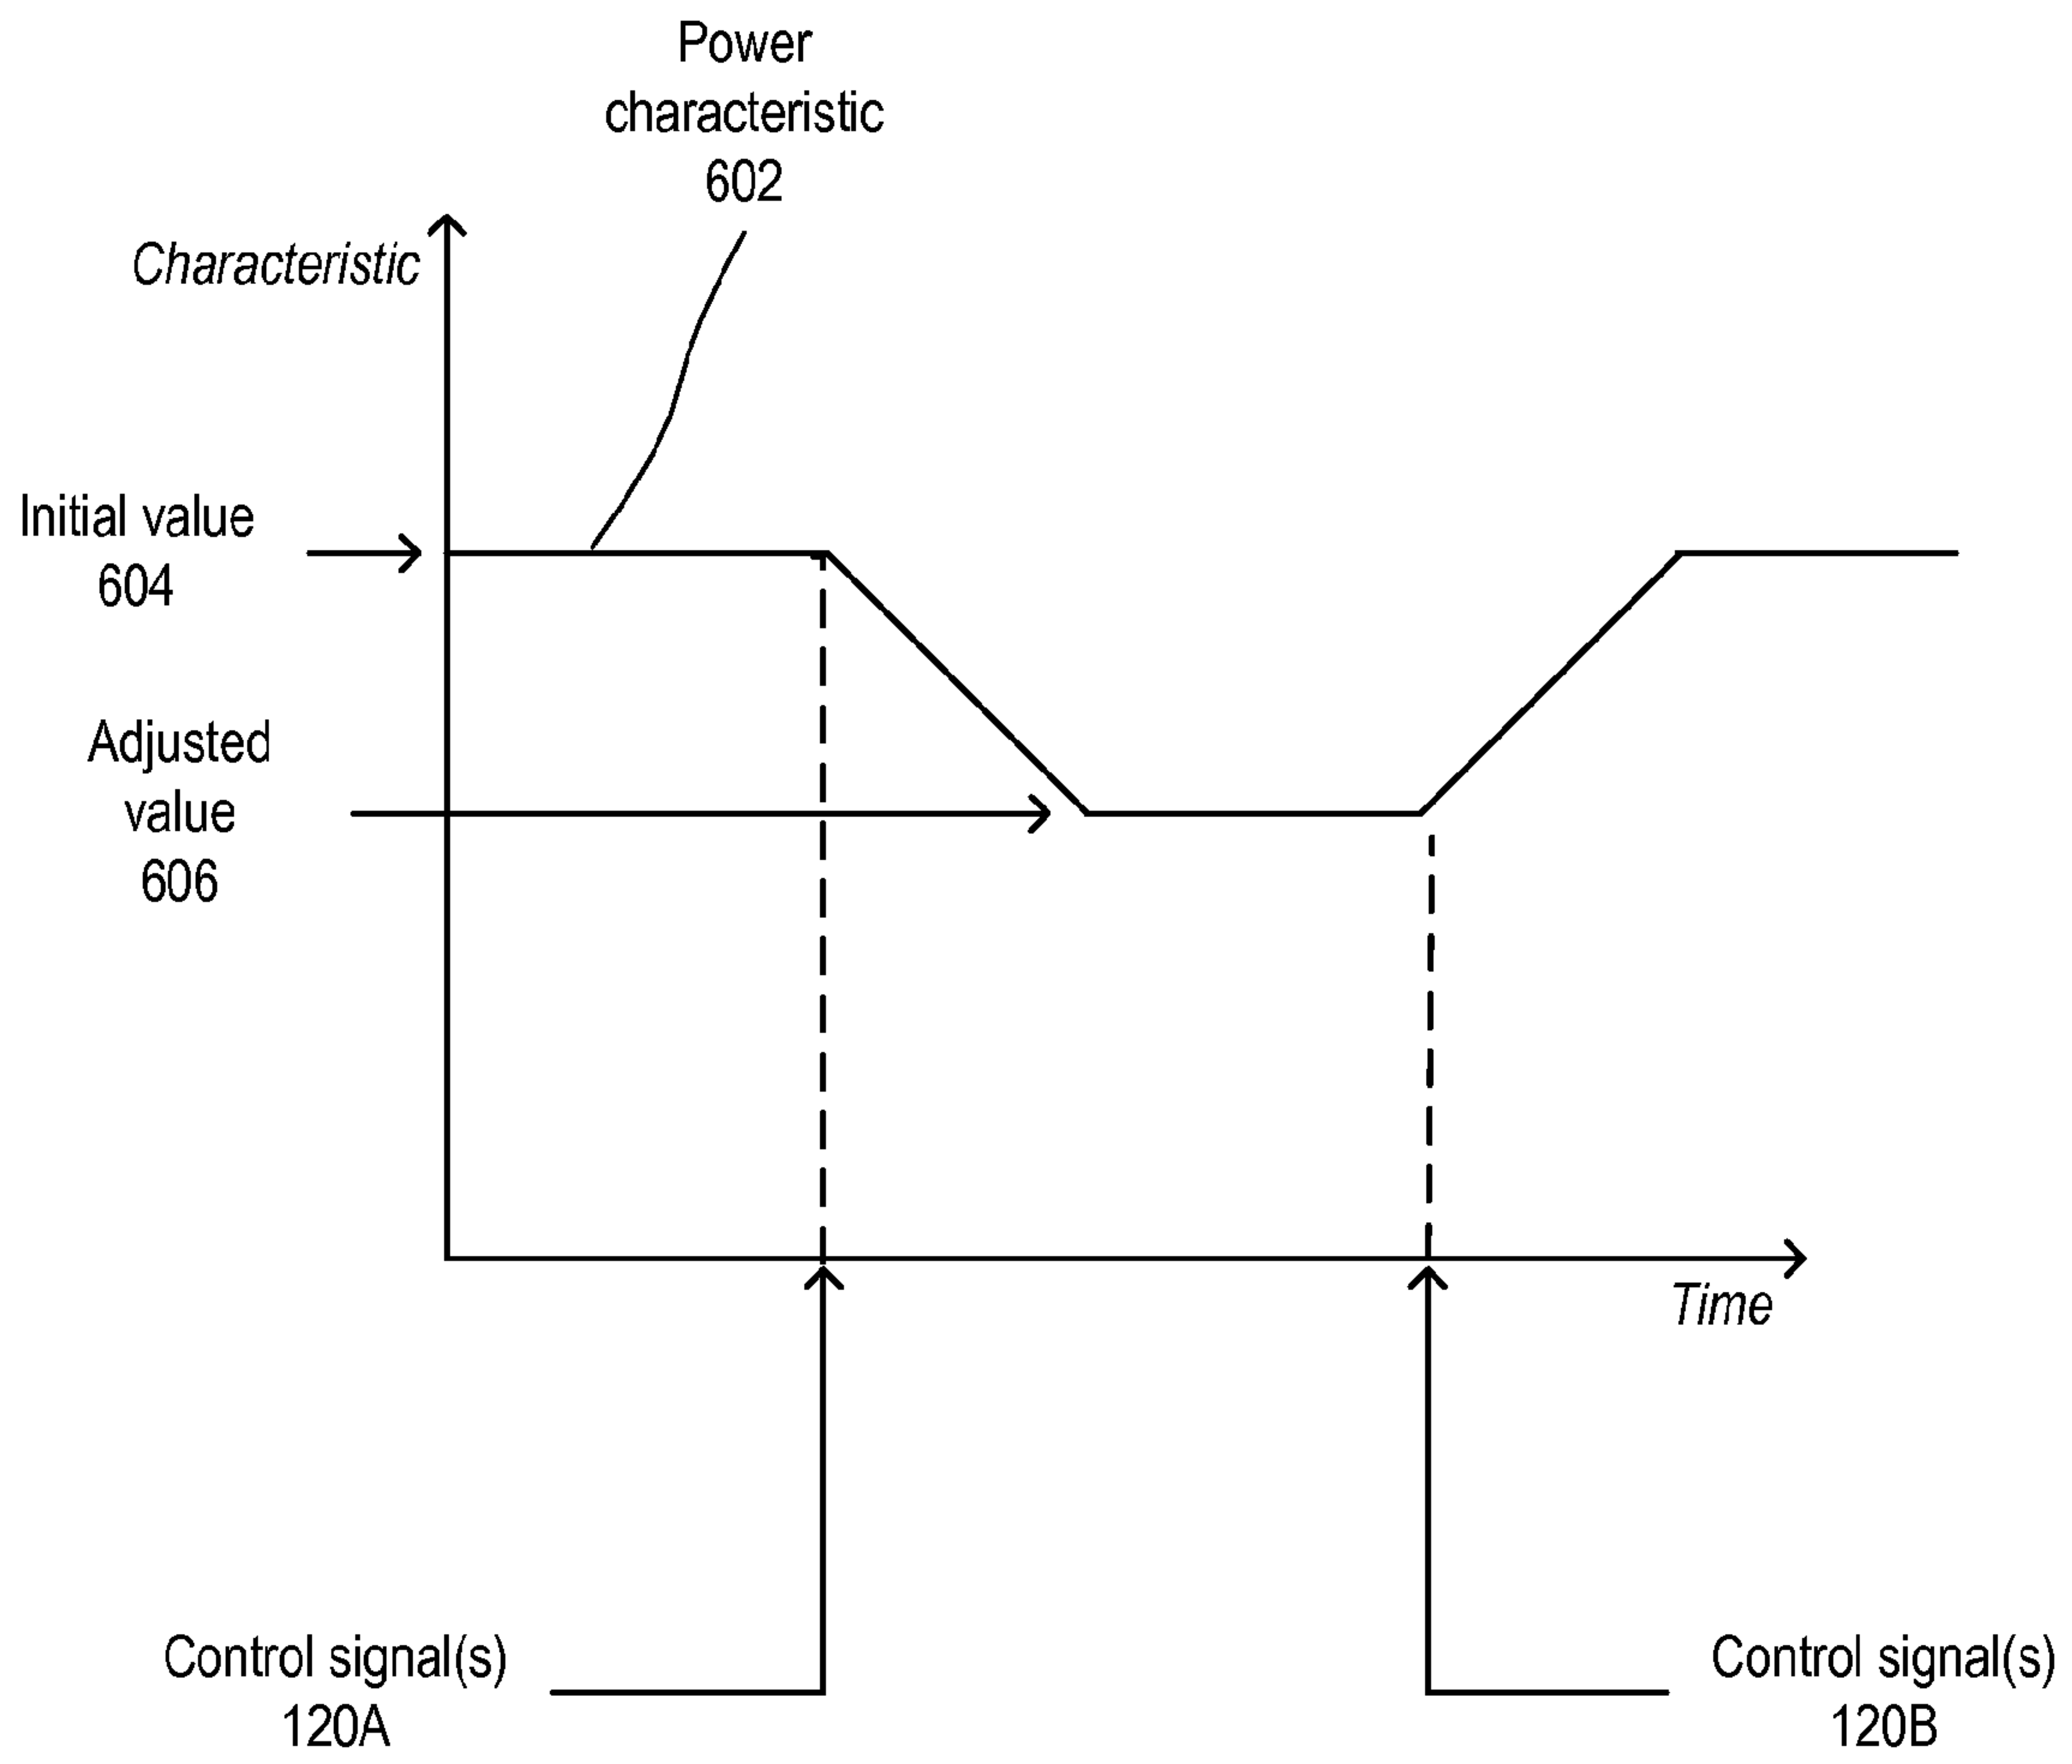 Power
characteristic
602
Characteristic
Initial value
604
Adjusted
value
606
Time
Control signal(s)
120A
Control signal(s)
120B